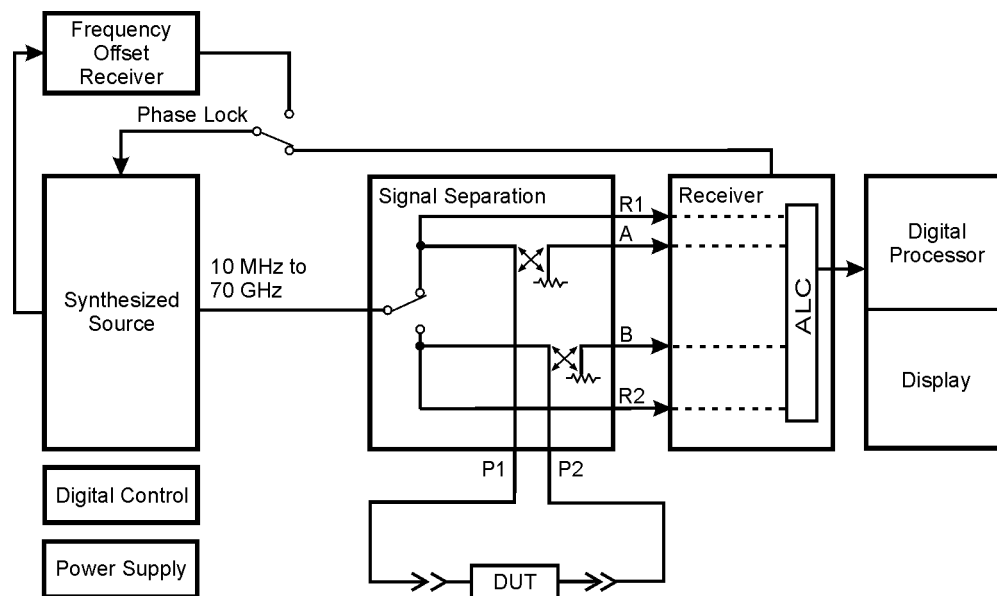 Frequency
Offset
Receiver
Phase Lock
Signal Separation
Receiver
R1
A
Digital
Processor
10 MHz to
70 GHz
Synthesized
Source
ALC
B
Display
R2
P1
P2
Digital Control
Power Supply
DUT